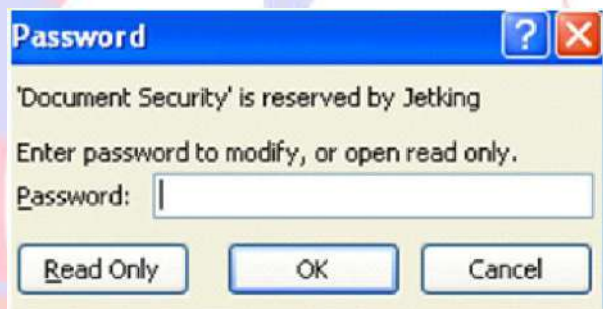 Password
'Document Security' is reserved by Jetking
Enter password to modify, or open read only.
Password:
Read Only OK Cancel